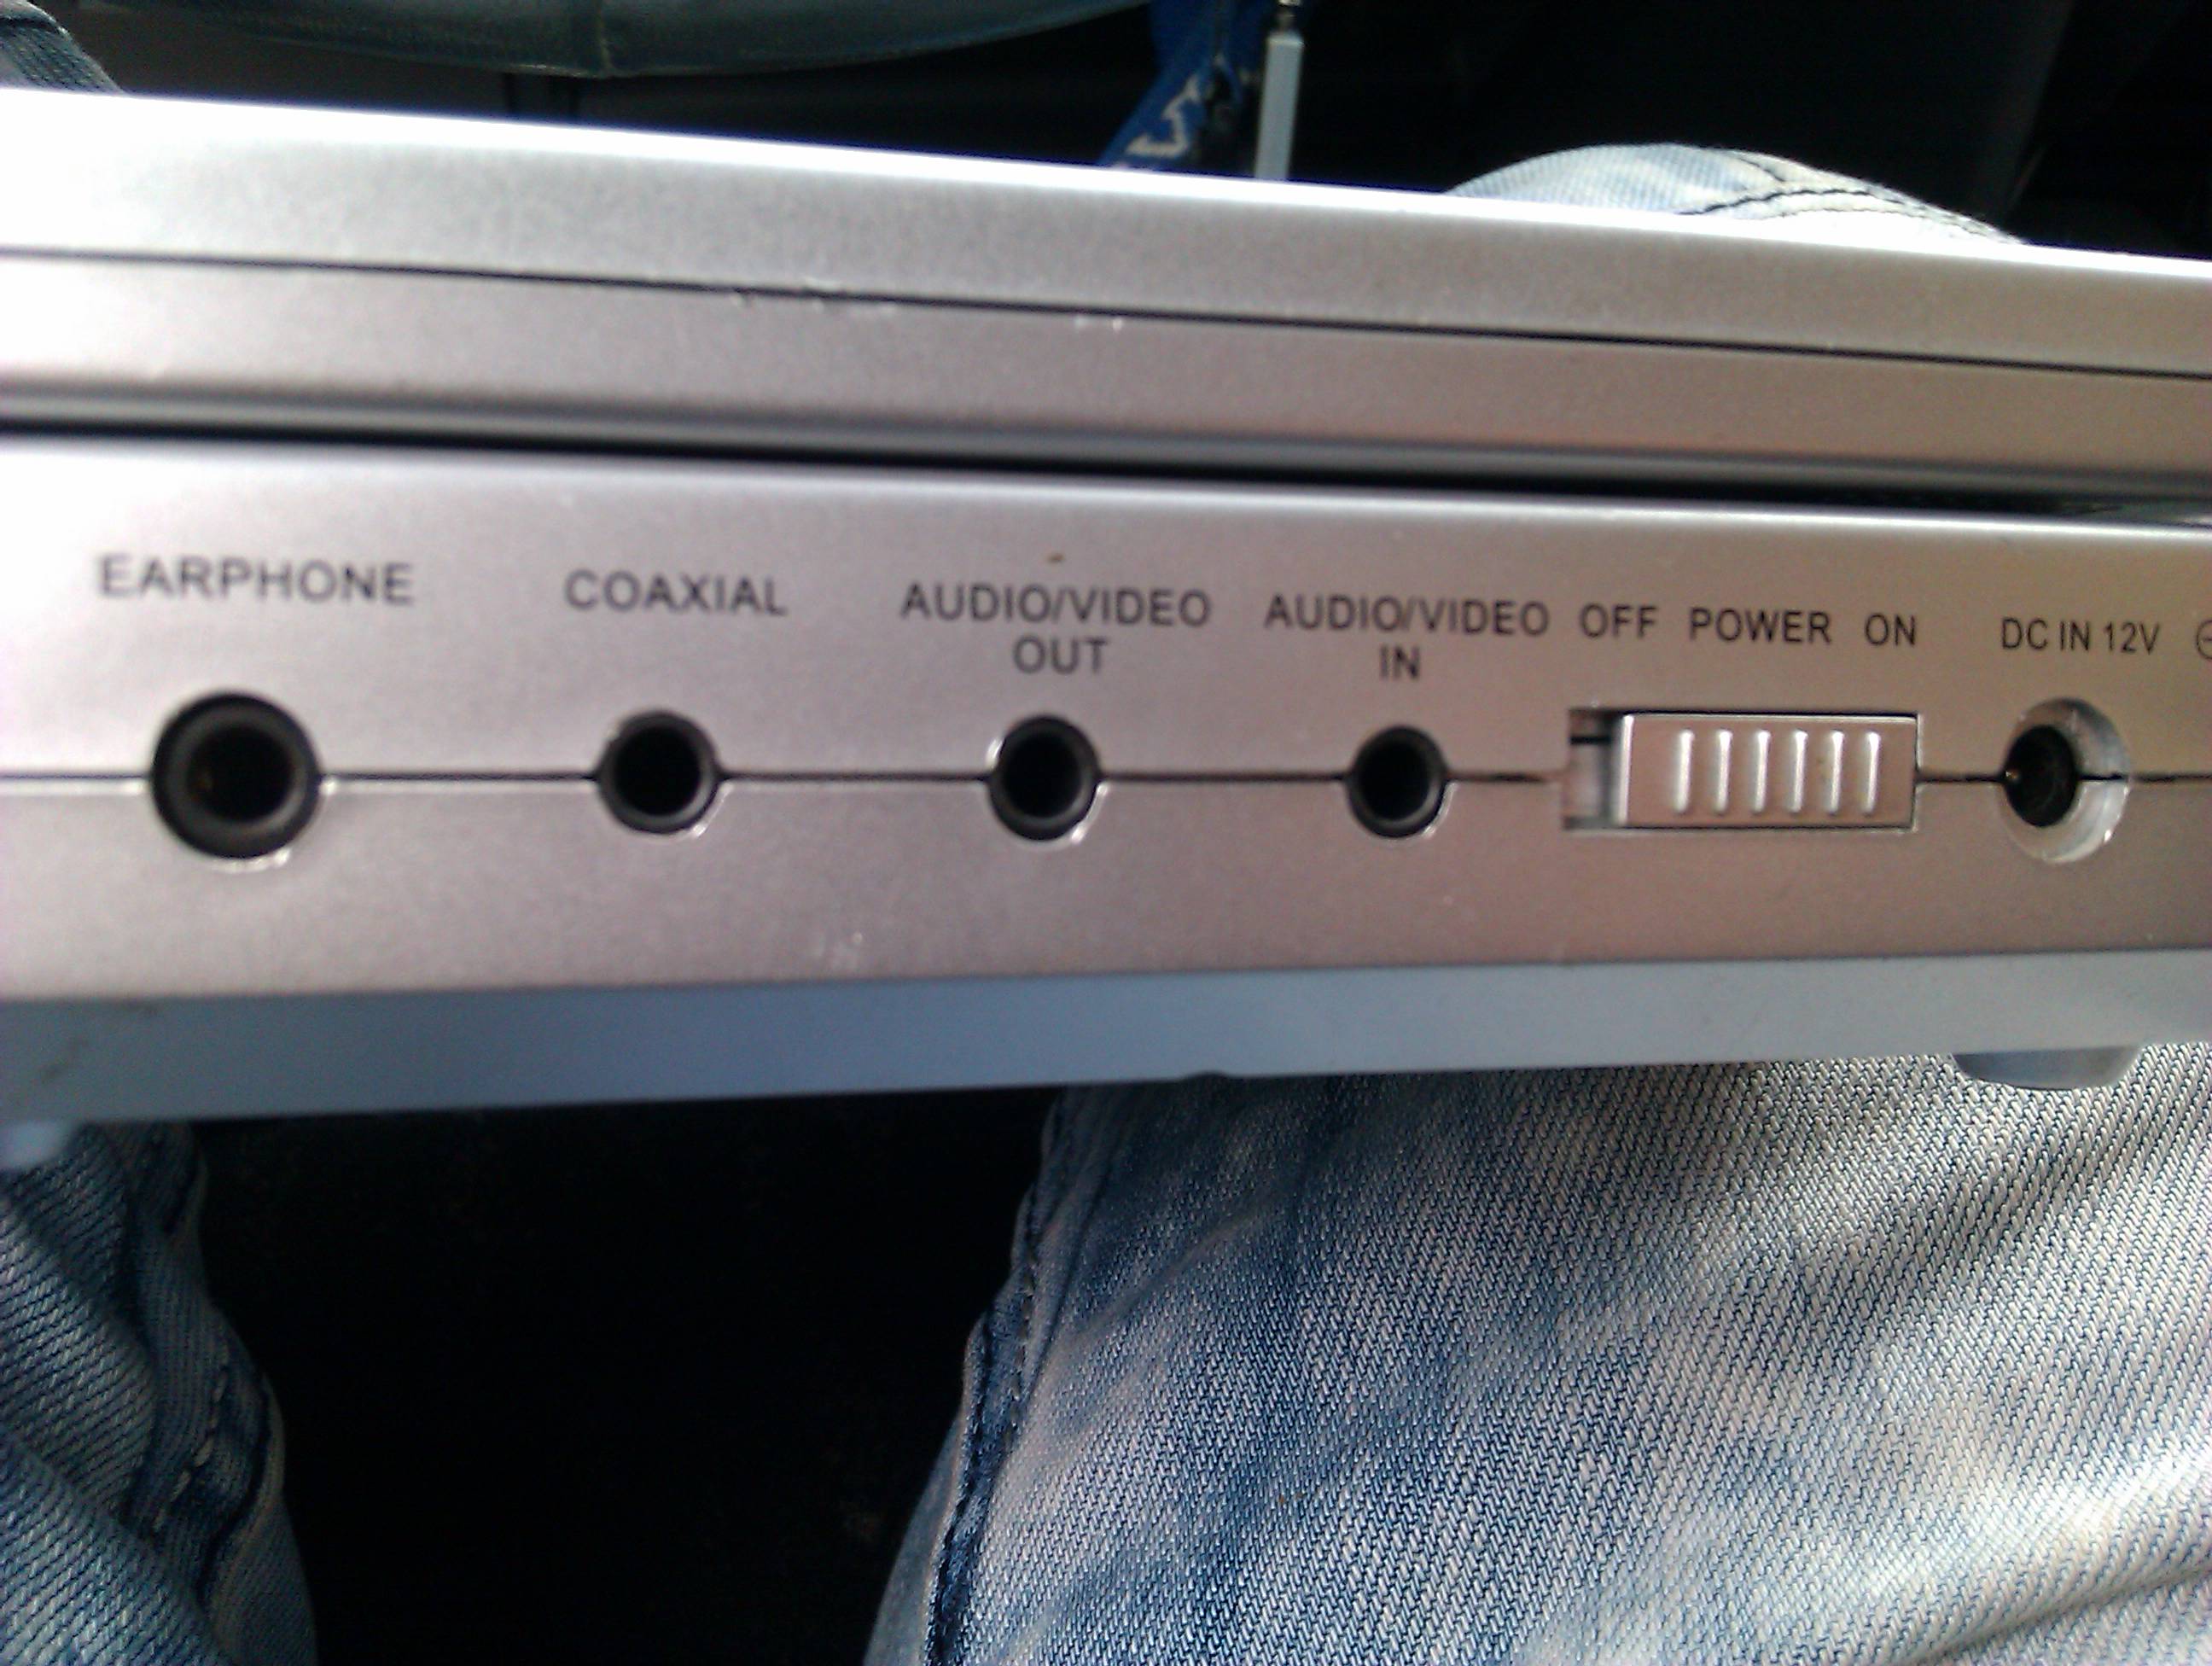 EARPHONE
COAXIAL
AUDIO/VIDEO
OUT
AUDIO/VIDEO
IN
OFF POWER ON
DC IN 12V